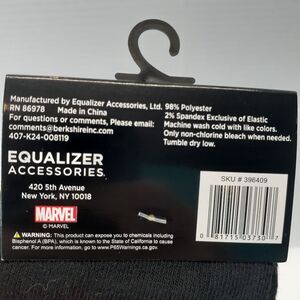 Manufactured by Equalizer Accessories, Ltd.
RN 86978 Made in China
For questions or comments, Please email:
comments@berkshireinc.com
407-K24-008119
98% Polyester
2% Spandex Exclusive of Elastic
Machine wash cold with like colors.
Only non-chlorine bleach when needed.
Tumble dry low.
EQUALIZER
ACCESSORIES
420 5th Avenue
New York, NY 10018
MARVEL
© MARVEL
SKU # 396409
0 81715 03730 7
WARNING: This product can expose you to chemicals including
Bisphenol A (BPA), which is known to the State of California to cause
Cancer. For more information, go to www.P65Warnings.ca.gov.